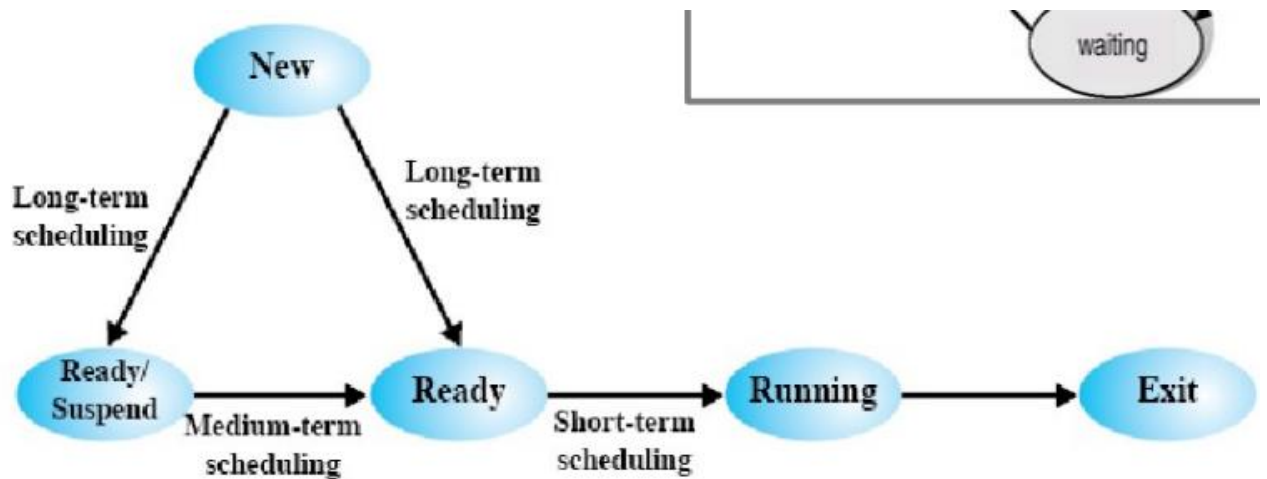 New
waiting
Long-term
scheduling
Long-term
scheduling
Ready/
Suspend
Ready
Running
Exit
Medium-term
scheduling
Short-term
scheduling